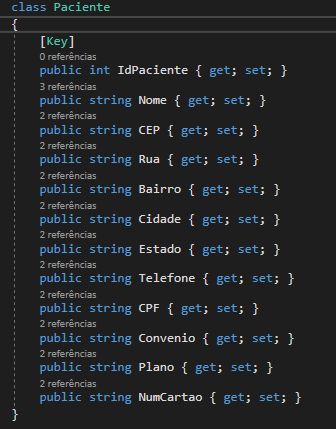 class Paciente
{
[Key]
0 referências
public int IdPaciente { get; set; }
3 referências
public string Nome { get; set; }
2 referências
public string CEP { get; set; }
2 referências
public string Rua { get; set; }
2 referências
public string Bairro { get; set; }
2 referências
public string Cidade { get; set; }
2 referências
public string Estado { get; set; }
2 referências
public string Telefone { get; set; }
2 referências
public string CPF { get; set; }
2 referências
public string Convenio { get; set; }
2 referências
public string Plano { get; set; }
2 referências
public string NumCartao { get; set; }
}